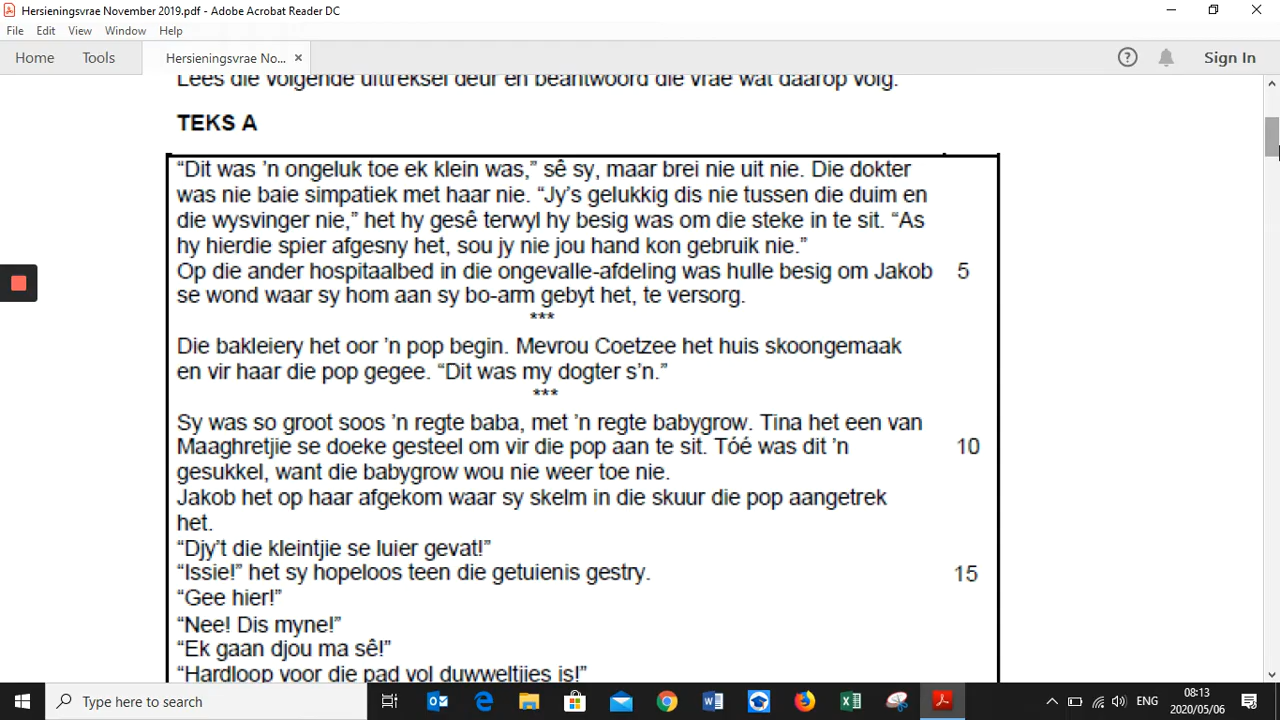 Hersieningsvrae November 2019.pdf - Adobe Acrobat Reader DC
File Edit View Window Help
Home Tools Hersieningsvrae No... × ? Sign In
Lees die volgende uittreksel deur en beantwoord die vrae wat daarop volg.
TEKS A
“Dit was ’n ongeluk toe ek klein was,” sê sy, maar brei nie uit nie. Die dokter
was nie baie simpatiek met haar nie. “Jy’s gelukkig dis nie tussen die duim en
die wysvinger nie,” het hy gesê terwyl hy besig was om die steke in te sit. “As
hy hierdie spier afgesny het, sou jy nie jou hand kon gebruik nie.”
Op die ander hospitaalbed in die ongevalle-afdeling was hulle besig om Jakob 5
se wond waar sy hom aan sy bo-arm gebyt het, te versorg.
***
Die bakleiery het oor ’n pop begin. Mevrou Coetzee het huis skoongemaak
en vir haar die pop gegee. “Dit was my dogter s’n.”
***
Sy was so groot soos ’n regte baba, met ’n regte babygrow. Tina het een van
Maaghretjie se doeke gesteel om vir die pop aan te sit. Tóé was dit ’n 10
gesukkel, want die babygrow wou nie weer toe nie.
Jakob het op haar afgekom waar sy skelm in die skuur die pop aangetrek
het.
“Djy’t die kleintjie se luier gevat!”
“Issie!” het sy hopeloos teen die getuienis gestry. 15
“Gee hier!”
“Nee! Dis myne!”
“Ek gaan djou ma sê!”
“Hardloop voor die pad vol duwweltjies is!”
Type here to search
ENG
08:13
2020/05/06